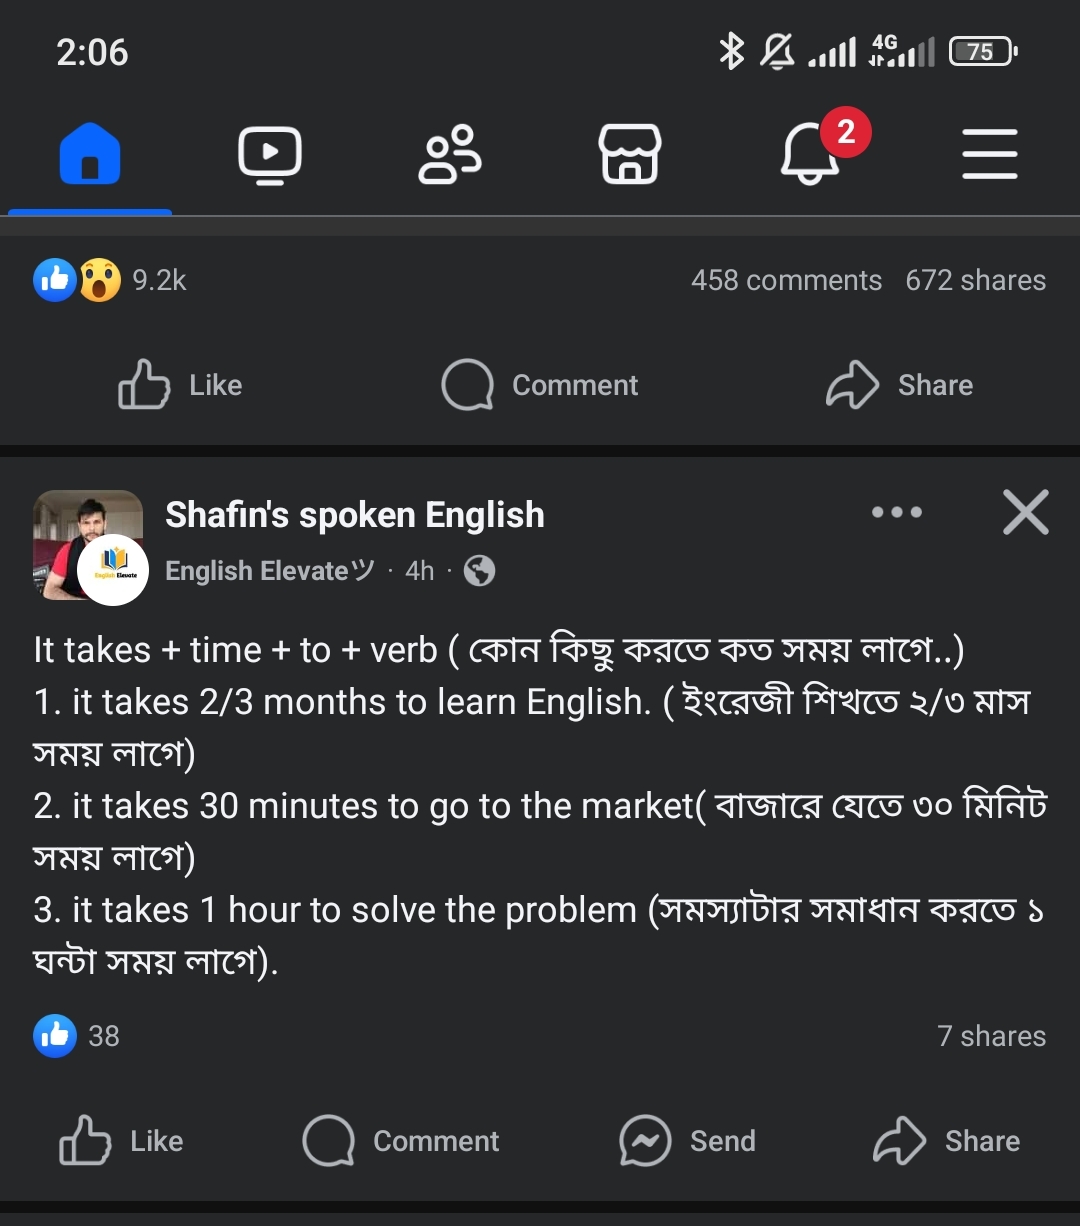 2:06
4G
75
2
9.2k
458 comments 672 shares
Like
Comment
Share
Shafin's spoken English
English Elevateツ · 4h ·
English Elevate
It takes + time + to + verb ( কোন কিছু করতে কত সময় লাগে..)
1. it takes 2/3 months to learn English. ( ইংরেজী শিখতে ২/৩ মাস
সময় লাগে)
2. it takes 30 minutes to go to the market( বাজারে যেতে ৩০ মিনিট
সময় লাগে)
3. it takes 1 hour to solve the problem (সমস্যাটার সমাধান করতে ১
ঘন্টা সময় লাগে).
38
7 shares
Like
Comment
Send
Share